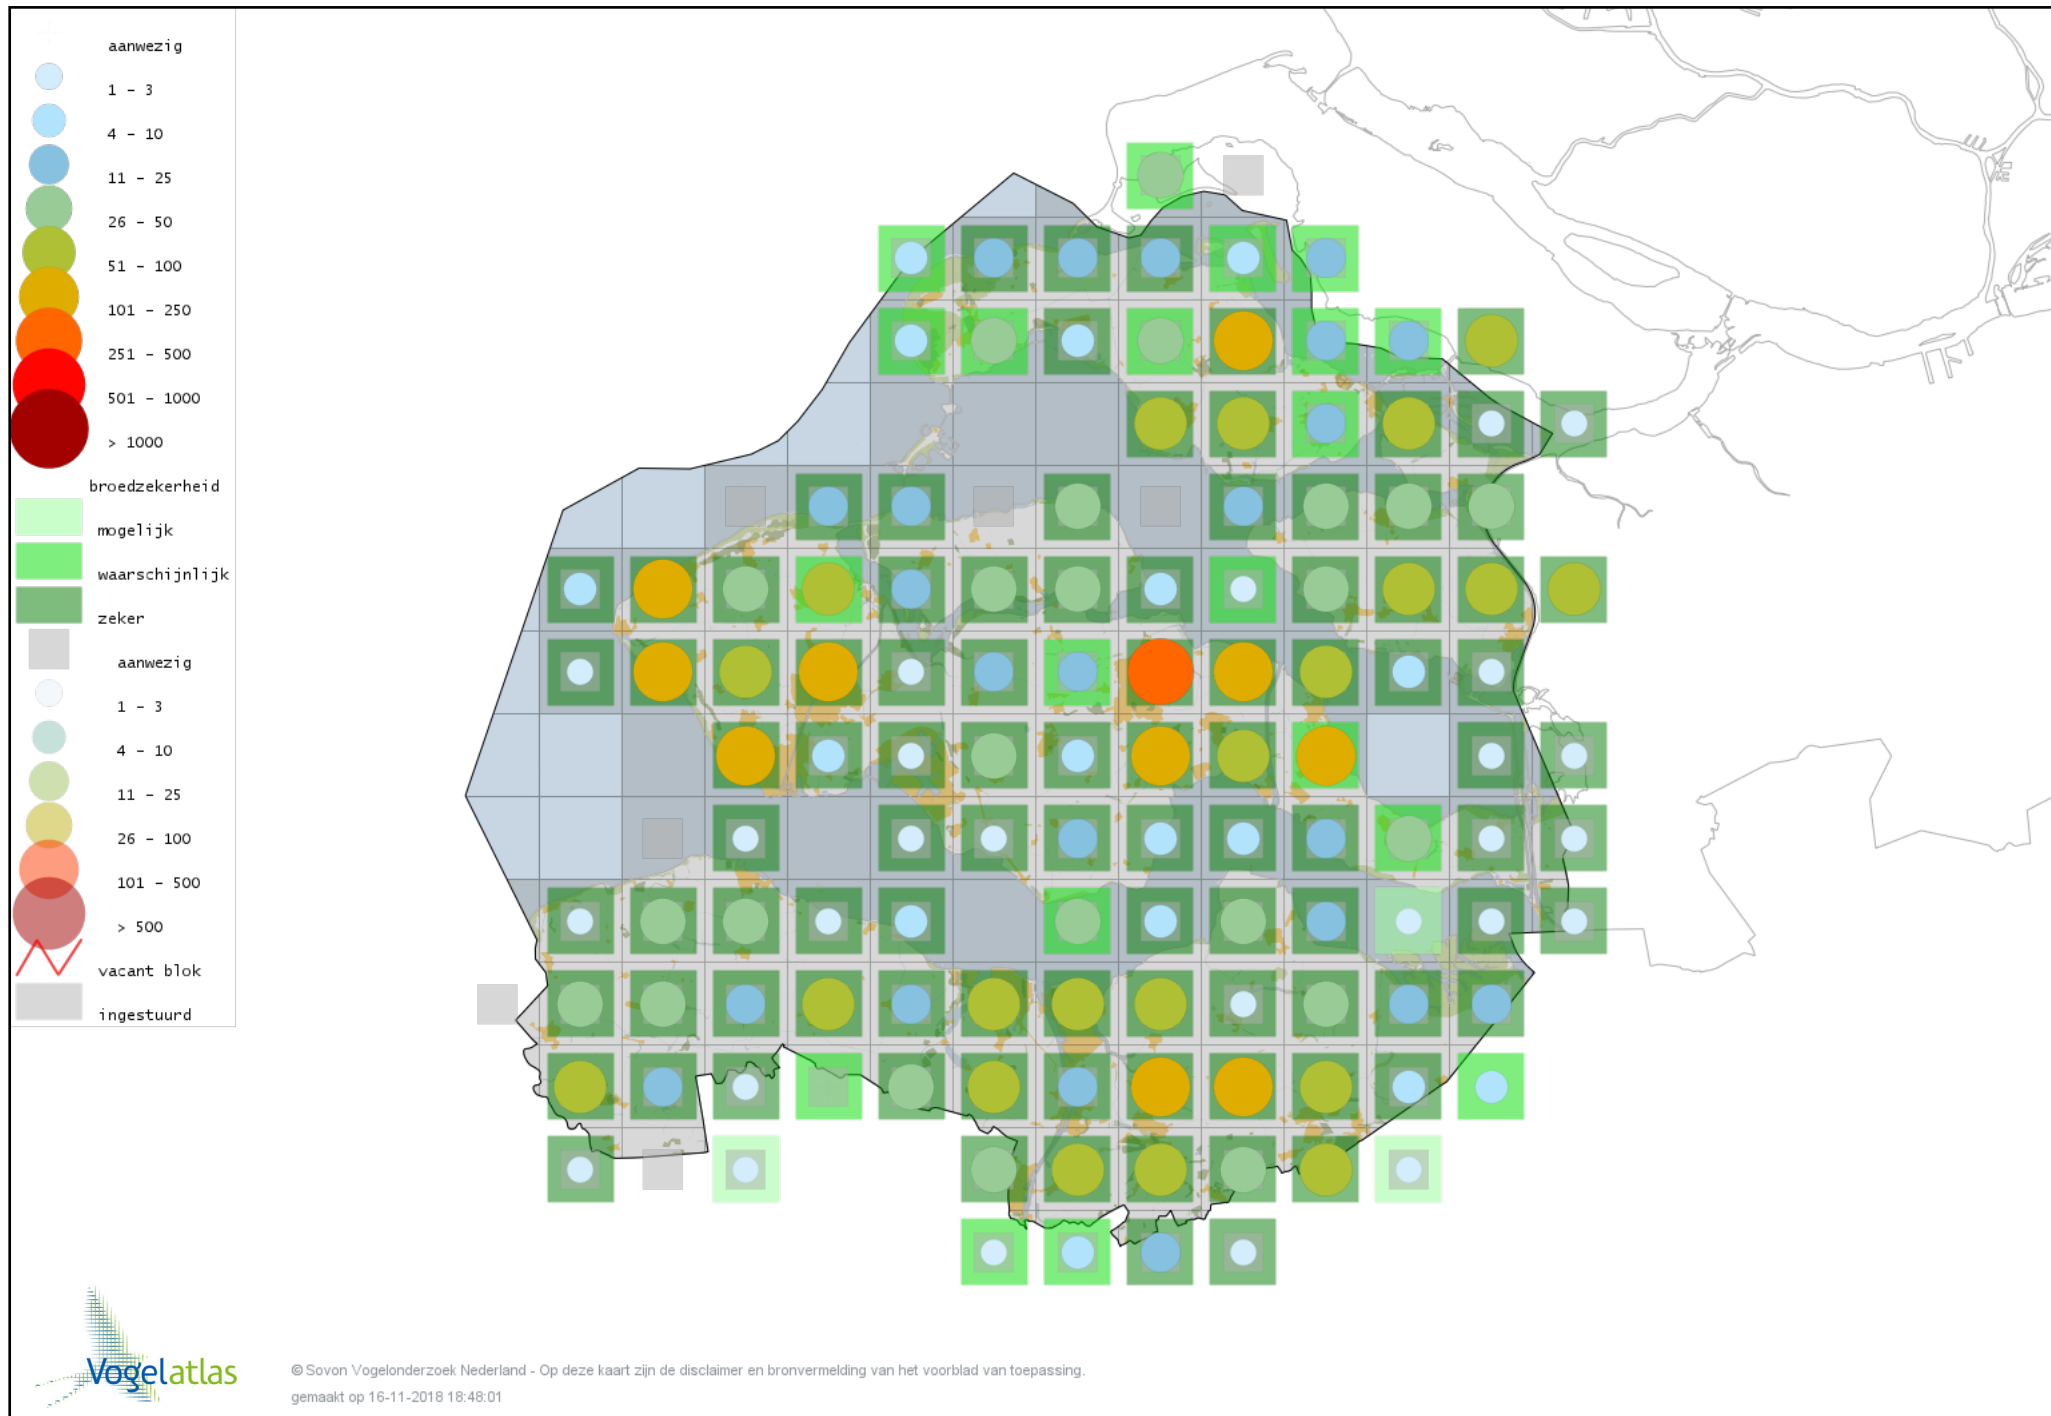 aanwezig
1 - 3
4 - 10
11 - 25
26 - 50
51 - 100
101 - 250
251 - 500
501 - 1000
> 1000
broedzekerheid
mogelijk
waarschijnlijk
zeker
aanwezig
1 - 3
4 - 10
11 - 25
26 - 100
101 - 500
> 500
vacant blok
ingestuurd
Vogelatlas
© Sovon Vogelonderzoek Nederland - Op deze kaart zijn de disclaimer en bronvermelding van het voorblad van toepassing.
gemaakt op 16-11-2018 18:48:01